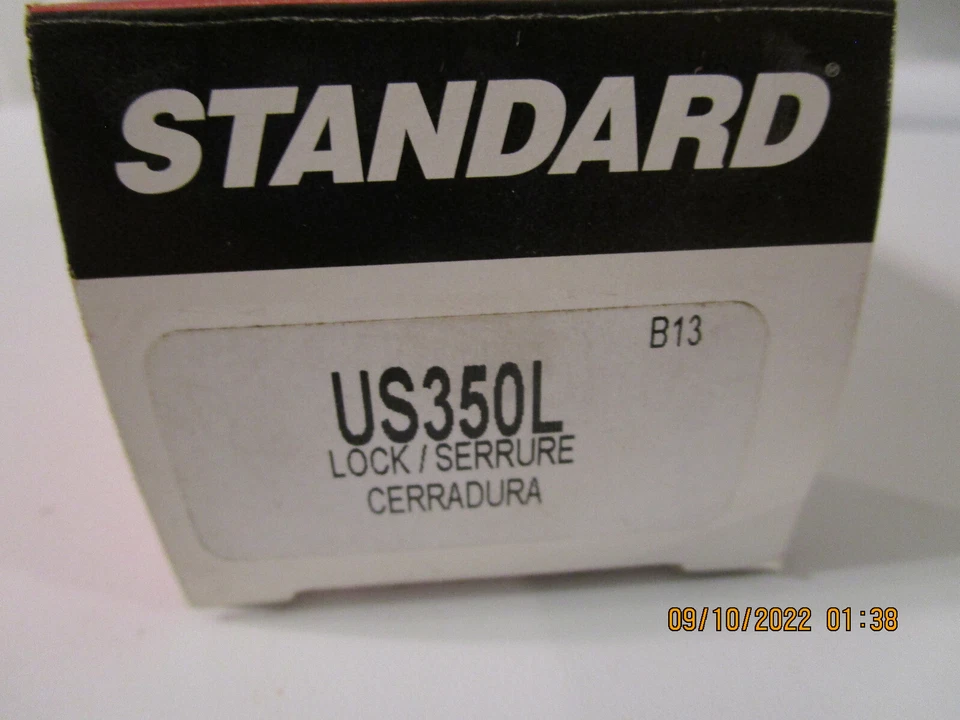 STANDARD®
B13
US350L
LOCK / SERRURE
CERRADURA
09/10/2022 01:38